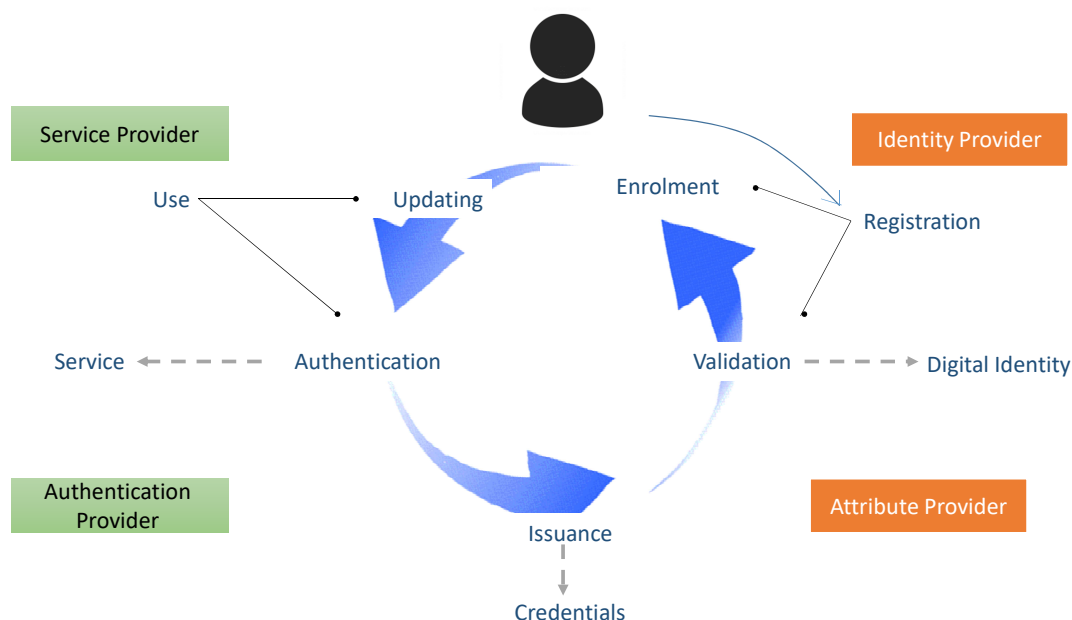 Service Provider
Identity Provider
Use
Updating
Enrolment
Registration
Service
Authentication
Validation
Digital Identity
Authentication
Provider
Attribute Provider
Issuance
Credentials